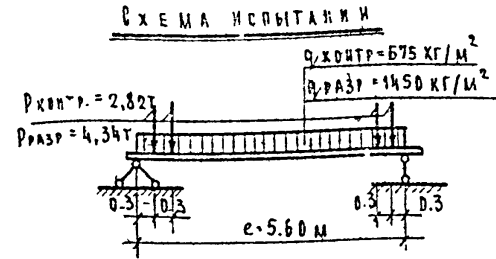 СХЕМА ИСПЫТАНИИ
q контр = 675 кг/м²
q разр = 1450 кг/м²
Pконтр. = 2,82т
Pразр = 4,34т
0.3 0.3
0.3 0.3
e = 5.60 м